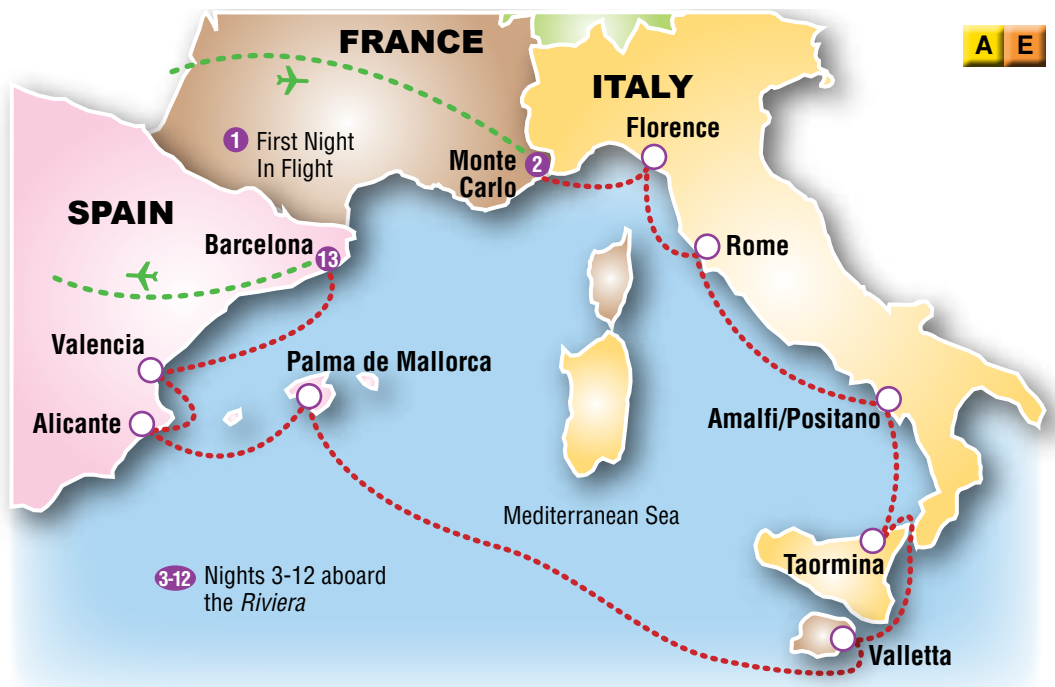 FRANCE
A E
ITALY
Florence
1 First Night
In Flight
Monte
Carlo
2
SPAIN
Barcelona
13
Rome
Valencia
Palma de Mallorca
Alicante
Amalfi/Positano
Mediterranean Sea
Taormina
3-12 Nights 3-12 aboard
the Riviera
Valletta